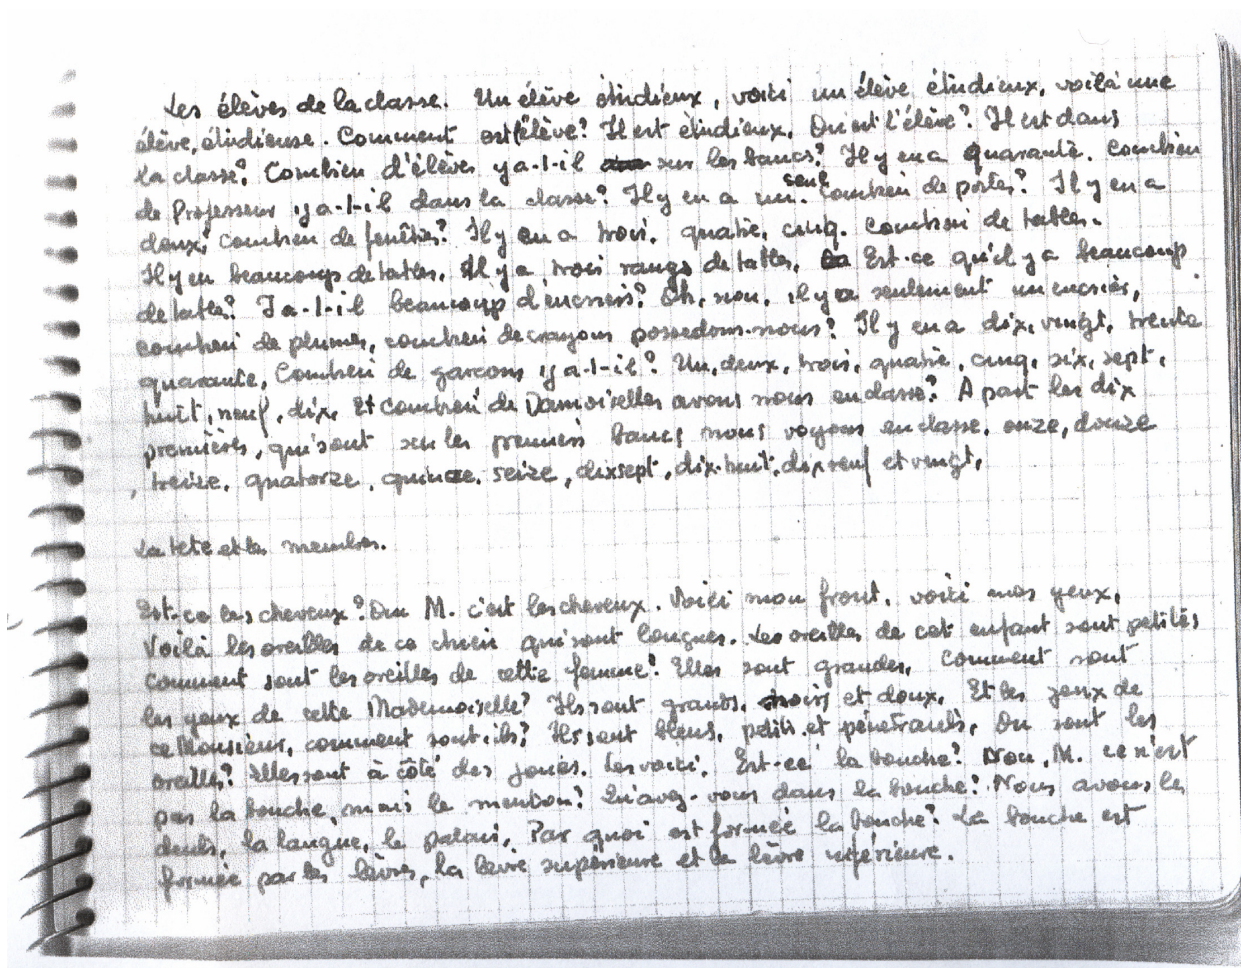 Les élèves de la classe. Un élève étudieux, voici un élève étudieux, voilà une
élève, étudieuse. Comment est l'élève? Il est étudieux. Ou est l'élève? Il est dans
la classe? Combien d'élèves y a-t-il sur les bancs? Il y en a quarante. Combien
de Professeur y a-t-il dans la classe? Il y en a un seul. Combien de portes? Il y en a
deux, combien de fenêtres? Il y en a trois, quatre, cinq. Combien de tables.
Il y en beaucoup de tables. Il y a trois rangs de tables. Est-ce qu'il y a beaucoup
de tables? Y a-t-il beaucoup d'encriers? Oh, non, il y a seulement un encrier,
combien de plumes, combien de crayons possedons-nous? Il y en a dix, vingt, trente
quarante, Combien de garçons y a-t-il? Un, deux, trois, quatre, cinq, six, sept,
huit, neuf, dix. Et combien de Damoiselles avons nous en classe? A part les dix
premières, qui sont sur les premiers bancs nous voyons en classe, onze, douze
, treize, quatorze, quinze, seize, dixsept, dix-huit, dix neuf et vingt,
La tete et les membres.
Est-ce les cheveux? Oui M. c'est les cheveux. Voici mon front, voici mes yeux,
Voilà les oreilles de ce chien qui sont longues. Les oreilles de cet enfant sont petites
comment sont les oreilles de cette femme? Elles sont grandes. Comment sont
les yeux de cette Mademoiselle? Ils sont grands, noirs et doux. Et les yeux de
ce Monsieur, comment sont-ils? Ils sont bleus, petits et pénétrants. Ou sont les
oreilles? Elles sont à côté des joues. Les voici. Est-ce la bouche? Non, M. ce n'est
pas la bouche, mais le menton? Qu'avez-vous dans la bouche? Nous avons les
dents, la langue, le palais. Par quoi est formée la bouche? La bouche est
formée par les lèvres, la levre supérieure et la lèvre inférieure.